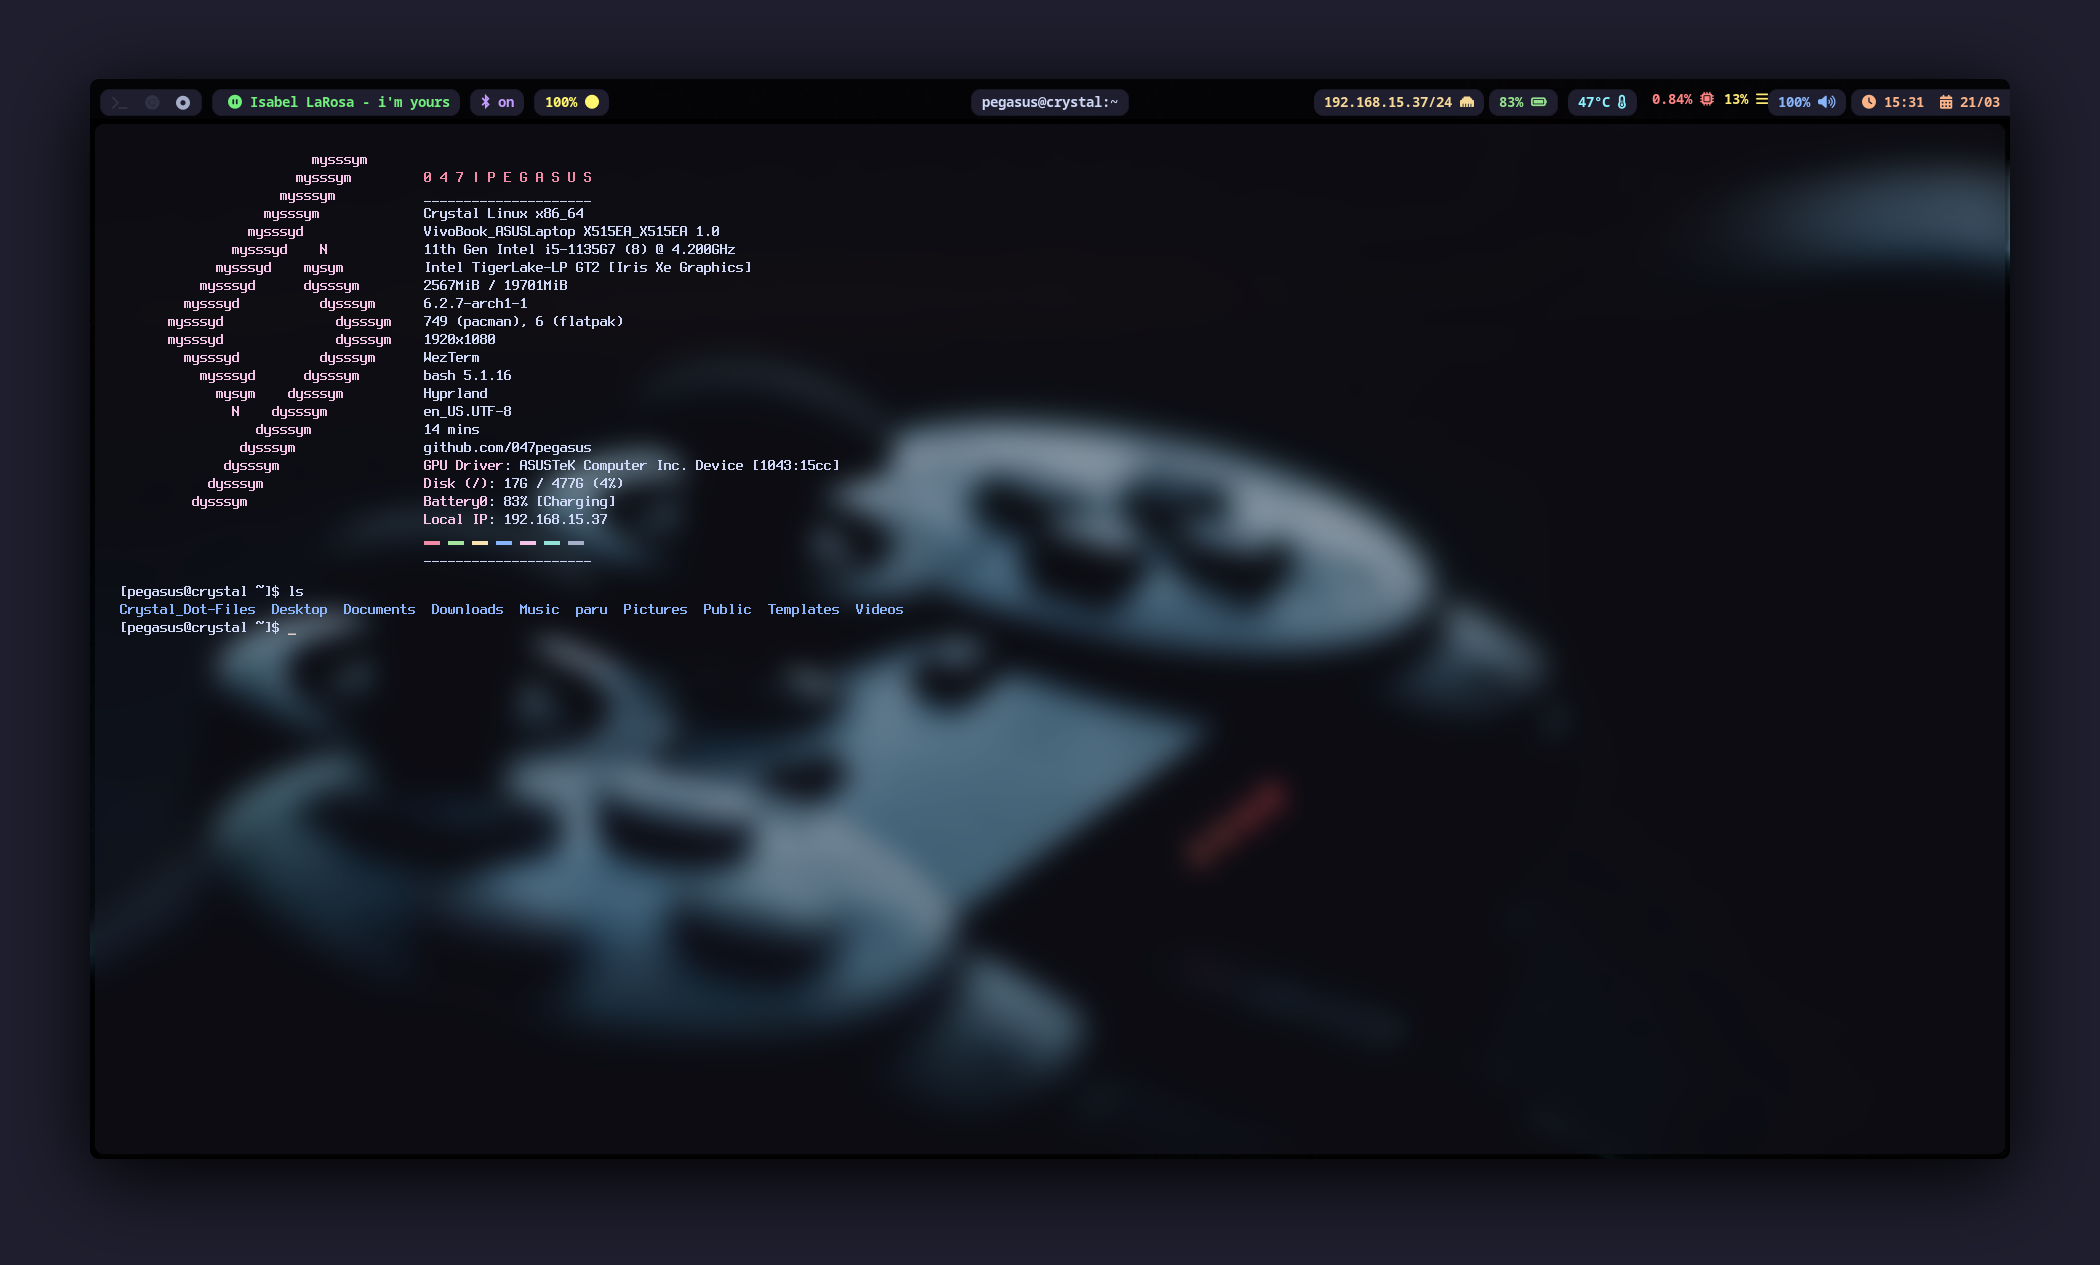 >_ Isabel LaRosa - i'm yours on 100% pegasus@crystal:~ 192.168.15.37/24 83% 47°C 0.84% 13% 100% 15:31 21/03
mysssym
mysssym 0 4 7 I P E G A S U S
mysssym _____________________
mysssym Crystal Linux x86_64
mysssyd VivoBook_ASUSLaptop X515EA_X515EA 1.0
mysssyd N 11th Gen Intel i5-1135G7 (8) @ 4.200GHz
mysssyd mysym Intel TigerLake-LP GT2 [Iris Xe Graphics]
mysssyd dysssym 2567MiB / 19701MiB
mysssyd dysssym 6.2.7-arch1-1
mysssyd dysssym 749 (pacman), 6 (flatpak)
mysssyd dysssym 1920x1080
mysssyd dysssym WezTerm
mysssyd dysssym bash 5.1.16
mysym dysssym Hyprland
N dysssym en_US.UTF-8
dysssym 14 mins
dysssym github.com/047pegasus
dysssym GPU Driver: ASUSTeK Computer Inc. Device [1043:15cc]
dysssym Disk (/): 17G / 477G (4%)
dysssym Battery0: 83% [Charging]
Local IP: 192.168.15.37
_____________________
[pegasus@crystal ~]$ ls
Crystal_Dot-Files Desktop Documents Downloads Music paru Pictures Public Templates Videos
[pegasus@crystal ~]$ _